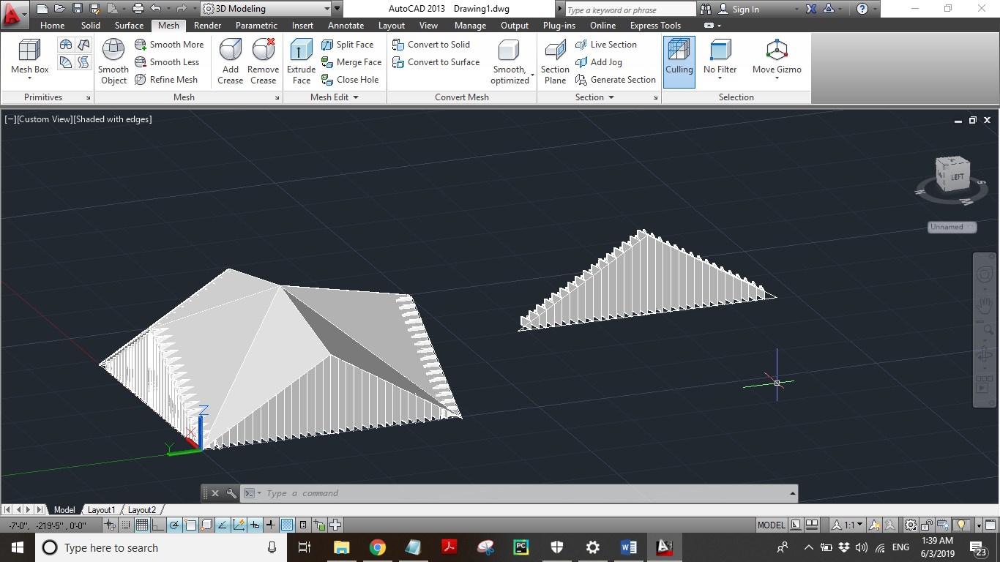 3D Modeling
AutoCAD 2013 Drawing1.dwg
Type a keyword or phrase
Sign In
Home Solid Surface Mesh Render Parametric Insert Annotate Layout View Manage Output Plug-ins Online Express Tools
Mesh Box
Primitives
Smooth Object
Smooth More
Smooth Less
Refine Mesh
Add Crease
Remove Crease
Mesh
Extrude Face
Split Face
Merge Face
Close Hole
Mesh Edit
Convert to Solid
Convert to Surface
Smooth, optimized
Convert Mesh
Section Plane
Live Section
Add Jog
Generate Section
Section
Culling
No Filter
Move Gizmo
Selection
[−][Custom View][Shaded with edges]
LEFT
N
S
M
Unnamed
Z
X
Y
Type a command
Model Layout1 Layout2
-7'-0", -219'-5" , 0'-0"
MODEL
1:1
Type here to search
PC
W
ENG
1:39 AM
6/3/2019
23